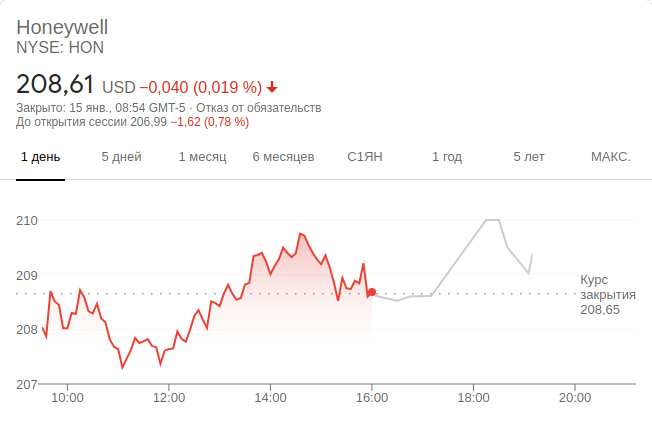 Honeywell
NYSE: HON
208,61 USD −0,040 (0,019 %)
Закрыто: 15 янв., 08:54 GMT-5 · Отказ от обязательств
До открытия сессии 206,99 −1,62 (0,78 %)
1 день 5 дней 1 месяц 6 месяцев С1ЯН 1 год 5 лет МАКС.
210
209
208
207
Курс
закрытия
208,65
10:00 12:00 14:00 16:00 18:00 20:00